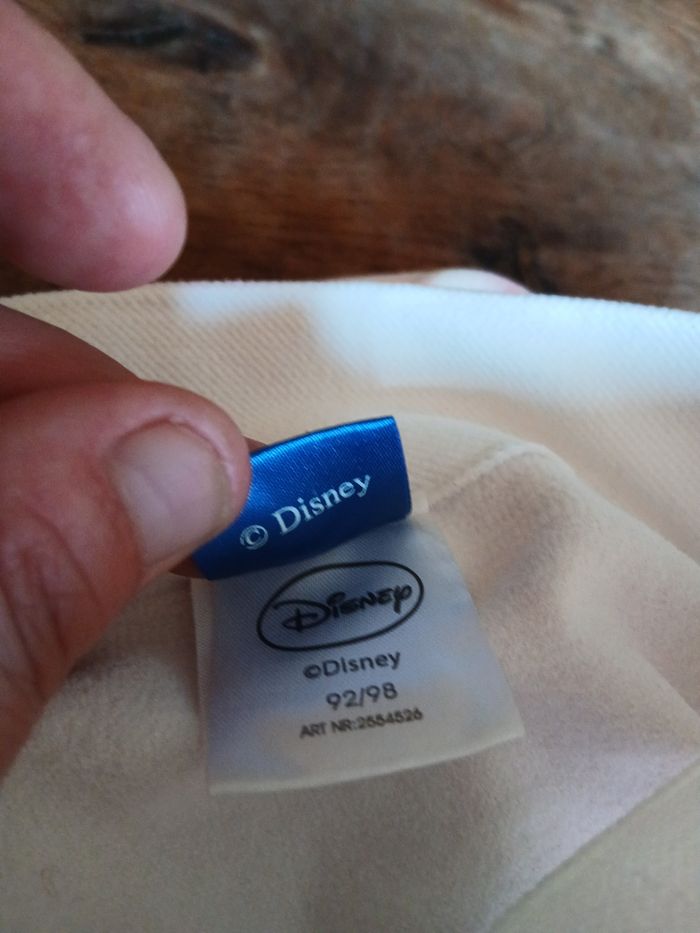 © Disney
DISNEY
©Disney
92/98
ART NR:2554526